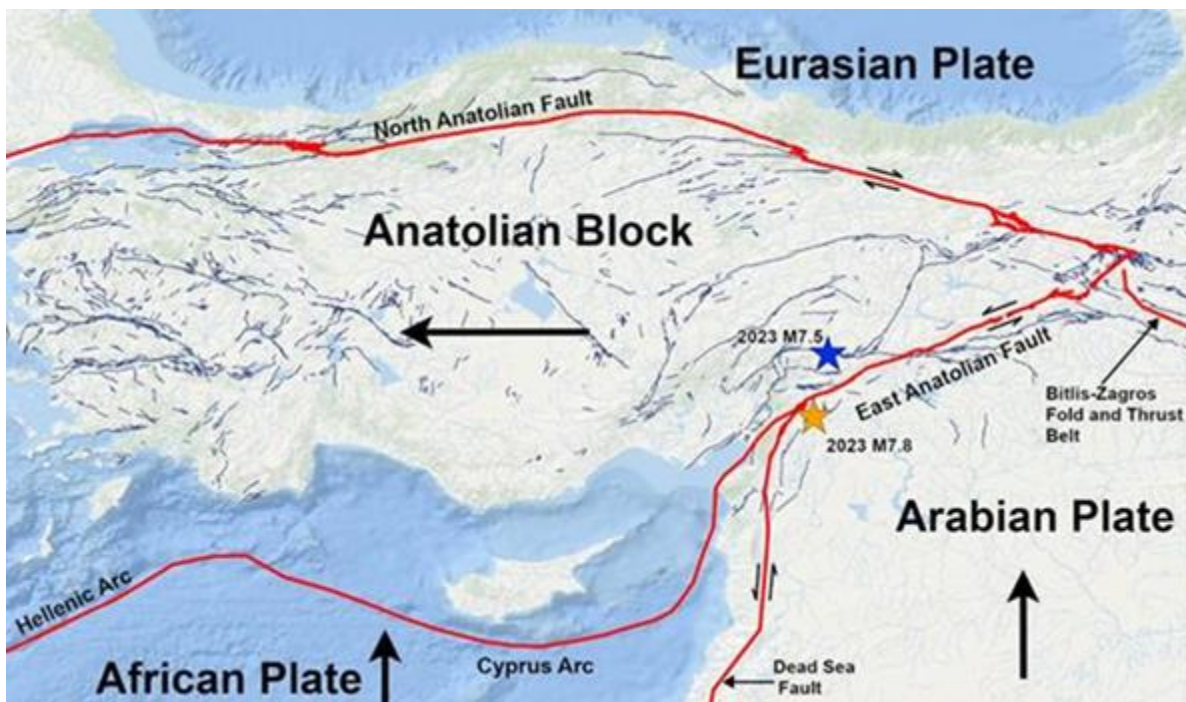 Eurasian Plate
North Anatolian Fault
Anatolian Block
2023 M7.5
East Anatolian Fault
Bitlis-Zagros
Fold and Thrust
Belt
2023 M7.8
Arabian Plate
Hellenic Arc
Cyprus Arc
African Plate
Dead Sea
Fault